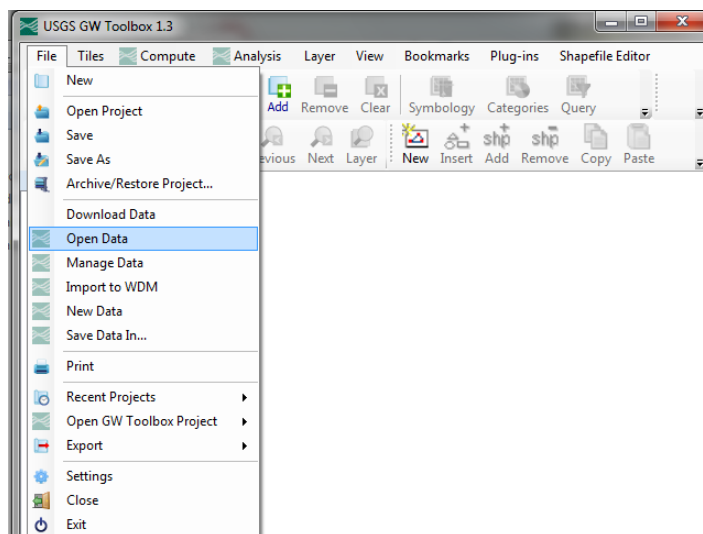 USGS GW Toolbox 1.3
File Tiles Compute Analysis Layer View Bookmarks Plug-ins Shapefile Editor
New
Add Remove Clear Symbology Categories Query
Open Project
Save
Save As
evious Next Layer New Insert Add Remove Copy Paste
shp shp
Archive/Restore Project...
Download Data
Open Data
Manage Data
Import to WDM
New Data
Save Data In...
Print
Recent Projects
Open GW Toolbox Project
Export
Settings
Close
Exit